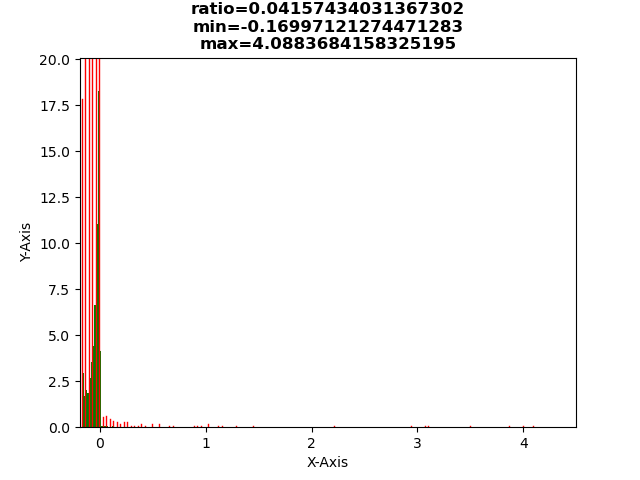 ratio=0.04157434031367302
min=-0.16997121274471283
max=4.0883684158325195
20.0
17.5
15.0
12.5
10.0
7.5
5.0
2.5
0.0
Y-Axis
0 1 2 3 4
X-Axis